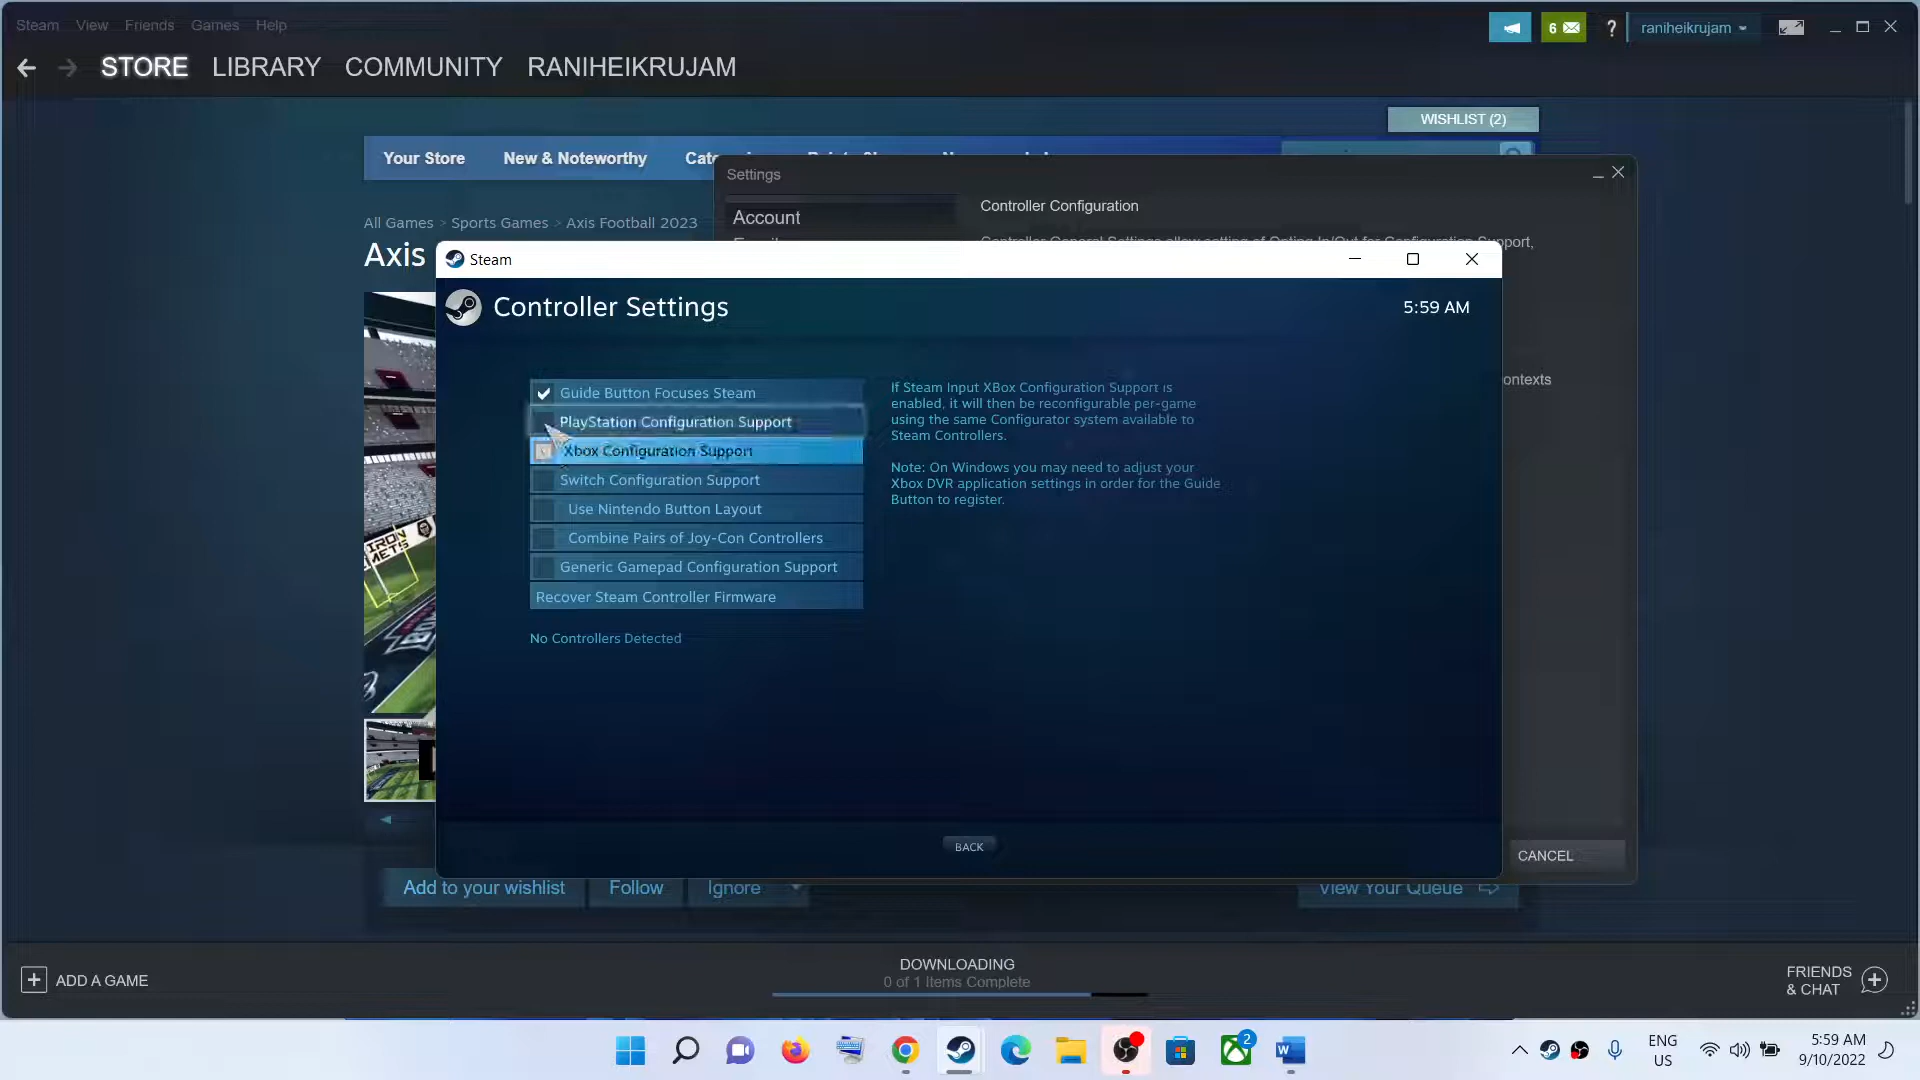 Steam View Friends Games Help
6 ? raniheikrujam
STORE LIBRARY COMMUNITY RANIHEIKRUJAM
WISHLIST (2)
Your Store New & Noteworthy
Settings
Controller Configuration
Account
All Games > Sports Games > Axis Football 2023
Axis
Steam
Controller Settings
5:59 AM
Guide Button Focuses Steam
PlayStation Configuration Support
Xbox Configuration Support
Switch Configuration Support
Use Nintendo Button Layout
Combine Pairs of Joy-Con Controllers
Generic Gamepad Configuration Support
Recover Steam Controller Firmware
No Controllers Detected
If Steam Input XBox Configuration Support is
enabled, it will then be reconfigurable per-game
using the same Configurator system available to
Steam Controllers.
Note: On Windows you may need to adjust your
Xbox DVR application settings in order for the Guide
Button to register.
BACK
CANCEL
Add to your wishlist Follow Ignore View Your Queue
ADD A GAME
DOWNLOADING
0 of 1 Items Complete
FRIENDS
& CHAT
2
ENG
US
5:59 AM
9/10/2022